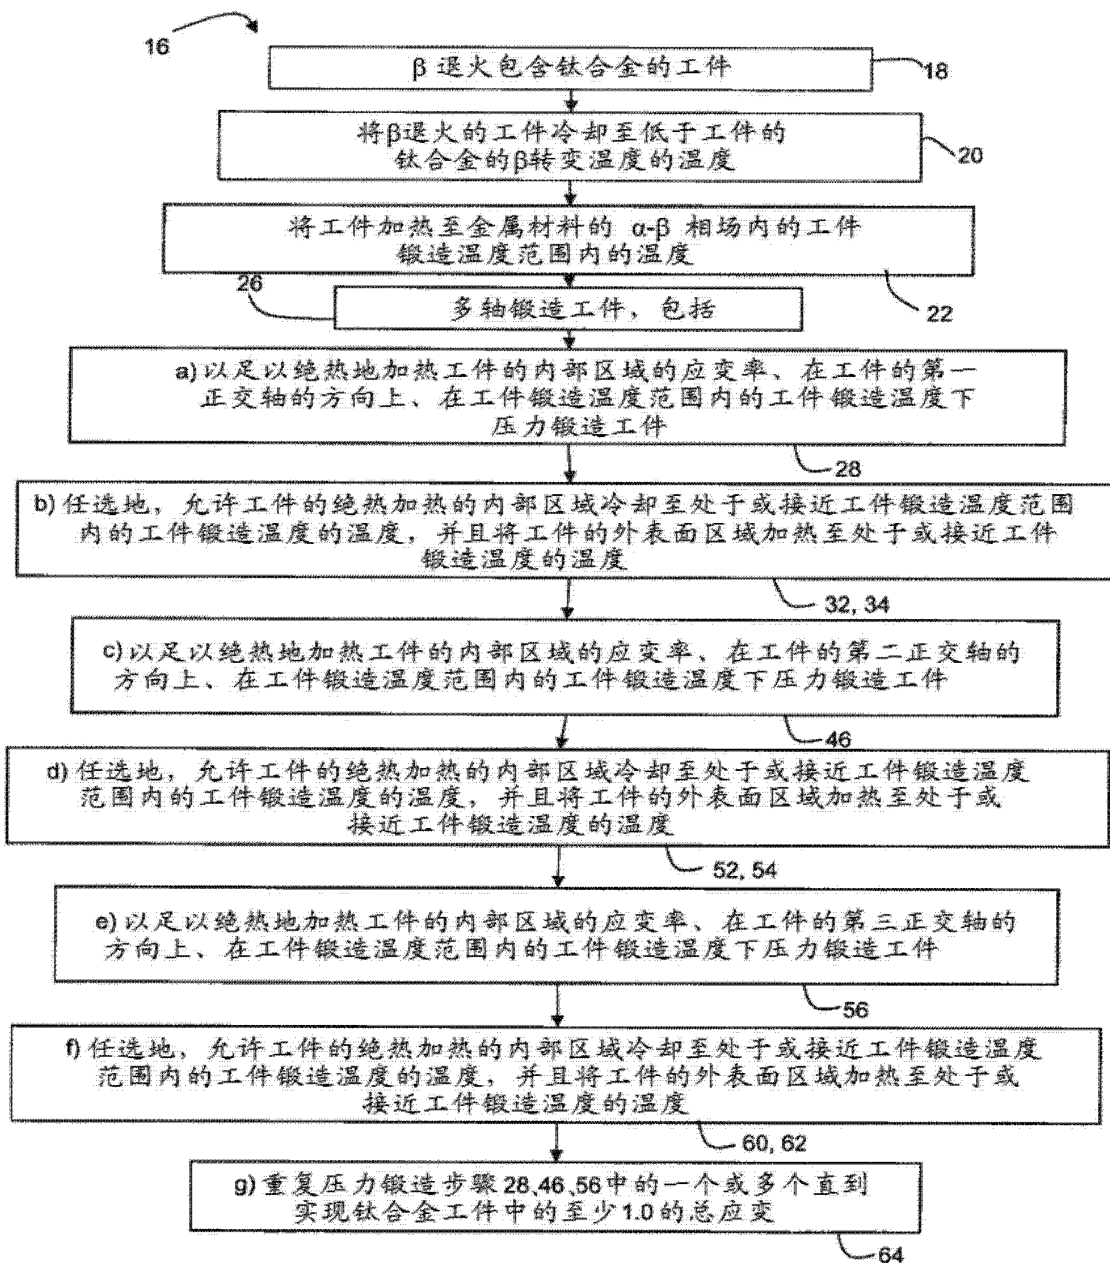 16
β 退火包含钛合金的工件
18
将β退火的工件冷却至低于工件的
钛合金的β转变温度的温度
20
将工件加热至金属材料的 α-β 相场内的工件
锻造温度范围内的温度
22
26
多轴锻造工件，包括
a) 以足以绝热地加热工件的内部区域的应变率、在工件的第一
正交轴的方向上、在工件锻造温度范围内的工件锻造温度下
压力锻造工件
28
b) 任选地，允许工件的绝热加热的内部区域冷却至处于或接近工件锻造温度范围
内的工件锻造温度的温度，并且将工件的外表面区域加热至处于或接近工件
锻造温度的温度
32, 34
c) 以足以绝热地加热工件的内部区域的应变率、在工件的第二正交轴的
方向上、在工件锻造温度范围内的工件锻造温度下压力锻造工件
46
d) 任选地，允许工件的绝热加热的内部区域冷却至处于或接近工件锻造温度
范围内的工件锻造温度的温度，并且将工件的外表面区域加热至处于或
接近工件锻造温度的温度
52, 54
e) 以足以绝热地加热工件的内部区域的应变率、在工件的第三正交轴的
方向上、在工件锻造温度范围内的工件锻造温度下压力锻造工件
56
f) 任选地，允许工件的绝热加热的内部区域冷却至处于或接近工件锻造温度
范围内的工件锻造温度的温度，并且将工件的外表面区域加热至处于或
接近工件锻造温度的温度
60, 62
g) 重复压力锻造步骤28、46、56中的一个或多个直到
实现钛合金工件中的至少1.0的总应变
64